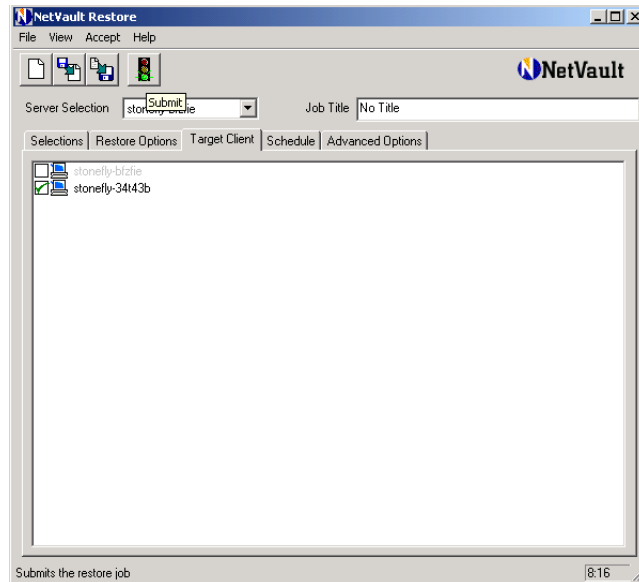 NetVault Restore
File View Accept Help
NetVault
Server Selection
Submit
Job Title No Title
Selections Restore Options Target Client Schedule Advanced Options
stonefly-bfzfie
stonefly-34t43b
Submits the restore job 8:16